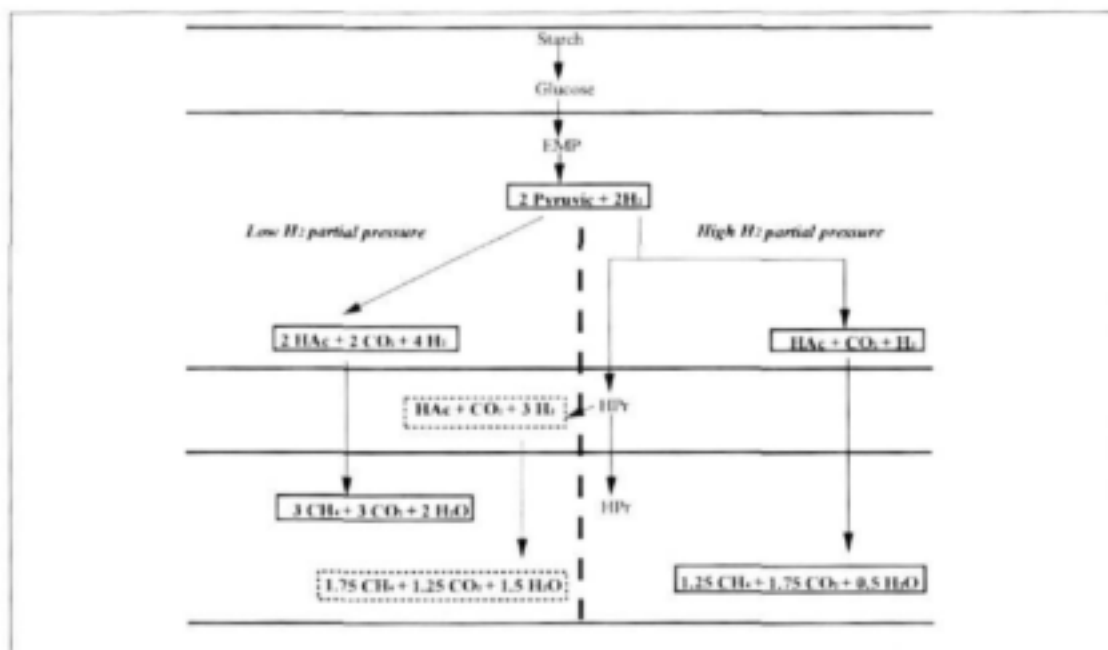 Starch
Glucose
EMP
2 Pyruvic + 2H₂
Low H₂ partial pressure
High H₂ partial pressure
2 HAc + 2 CO₂ + 4 H₂
HAc + CO₂ + H₂
HAc + CO₂ + 3 H₂
HPr
3 CH₄ + 3 CO₂ + 2 H₂O
HPr
1.75 CH₄ + 1.25 CO₂ + 1.5 H₂O
1.25 CH₄ + 1.75 CO₂ + 0.5 H₂O